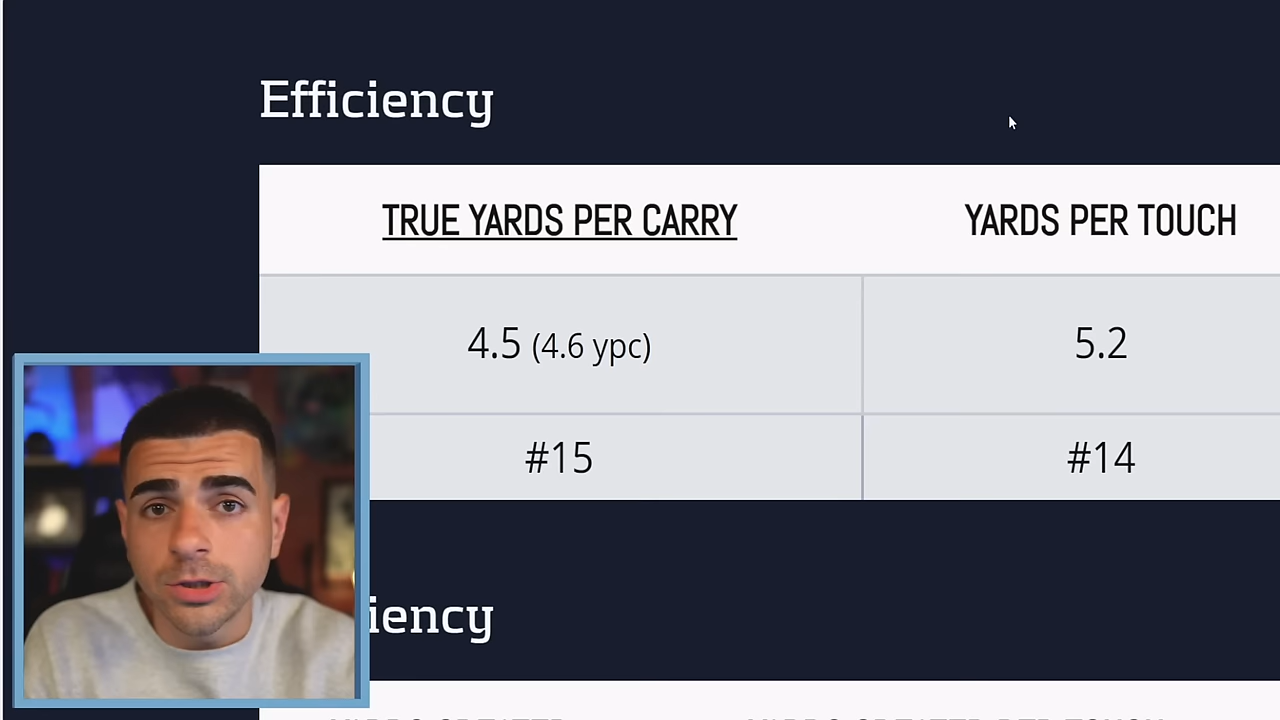 Efficiency
TRUE YARDS PER CARRY YARDS PER TOUCH
4.5 (4.6 ypc) 5.2
#15 #14
iency